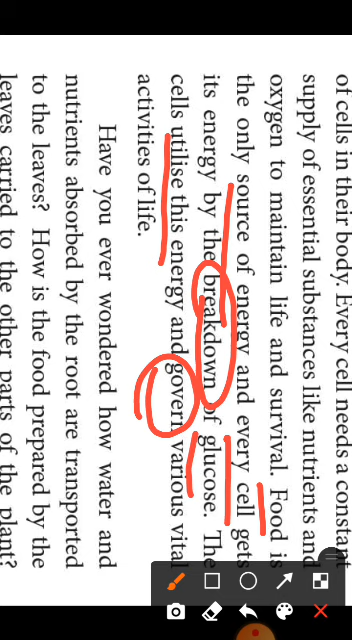 of cells in their body. Every cell needs a constant
supply of essential substances like nutrients and
oxygen to maintain life and survival. Food is
the only source of energy and every cell gets
its energy by the breakdown of glucose. The
cells utilise this energy and govern various vital
activities of life.
Have you ever wondered how water and
nutrients absorbed by the root are transported
to the leaves? How is the food prepared by the
leaves carried to the other parts of the plant?